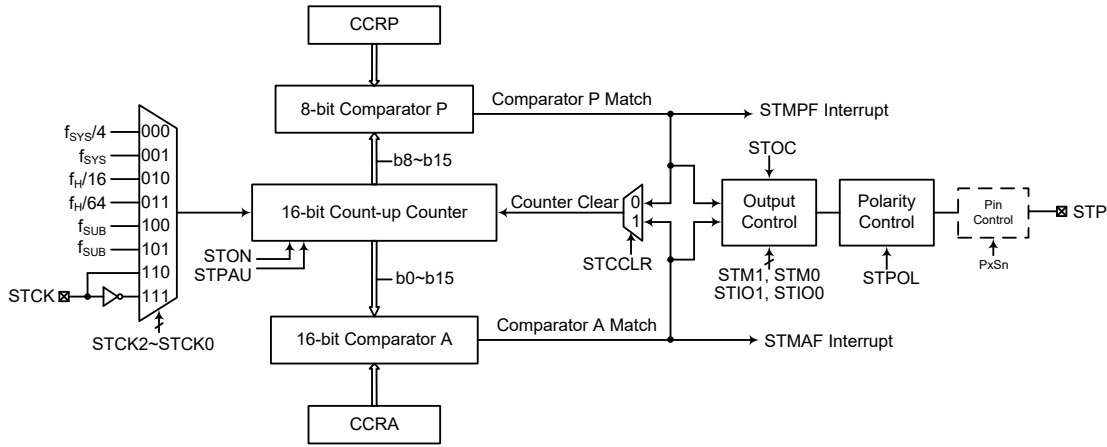 CCRP
8-bit Comparator P
Comparator P Match
STMPF Interrupt
b8~b15
fSYS/4
000
fSYS
001
fH/16
010
fH/64
011
fSUB
100
fSUB
101
110
111
STCK
STCK2~STCK0
16-bit Count-up Counter
STON
STPAU
Counter Clear
0
1
STCCLR
STOC
Output
Control
STM1, STM0
STIO1, STIO0
Polarity
Control
STPOL
Pin
Control
PxSn
STP
b0~b15
16-bit Comparator A
Comparator A Match
STMAF Interrupt
CCRA